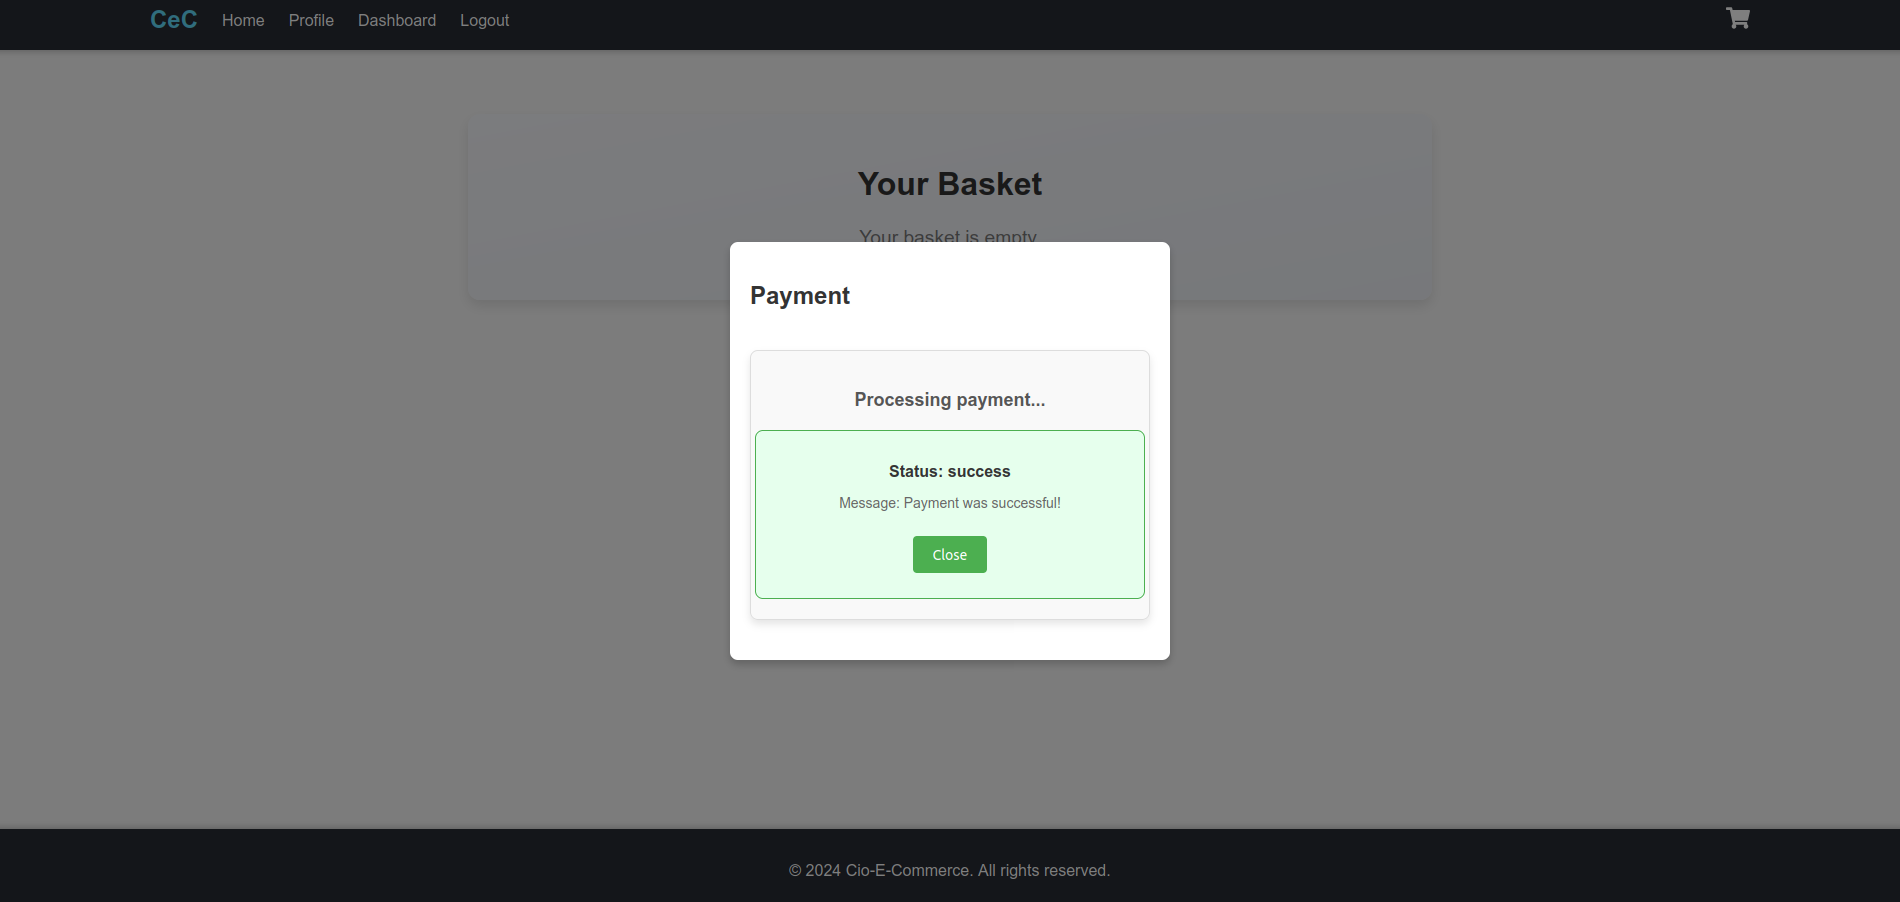 CeC Home Profile Dashboard Logout
Your Basket
Your basket is empty
Payment
Processing payment...
Status: success
Message: Payment was successful!
Close
© 2024 Cio-E-Commerce. All rights reserved.